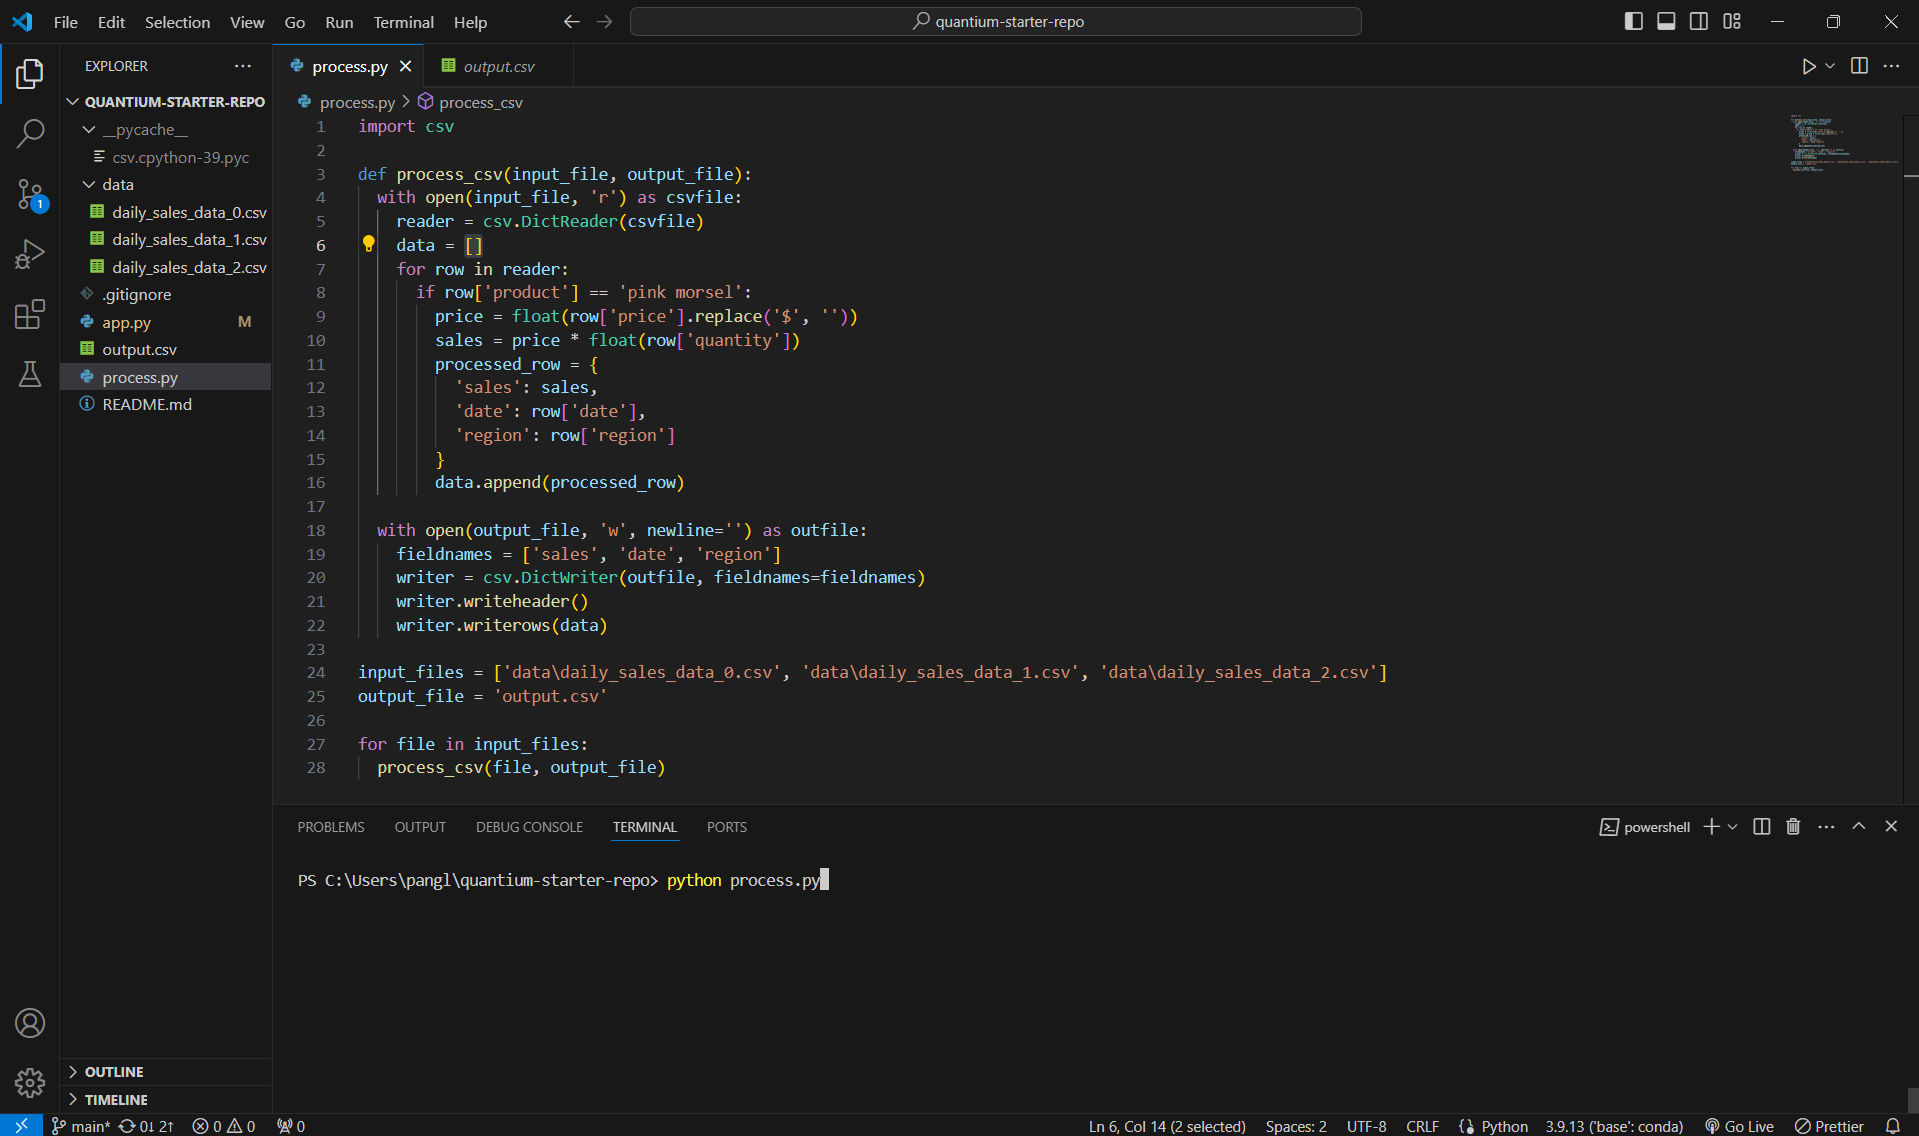 File Edit Selection View Go Run Terminal Help quantium-starter-repo
EXPLORER
QUANTIUM-STARTER-REPO
__pycache__
csv.cpython-39.pyc
data
daily_sales_data_0.csv
daily_sales_data_1.csv
daily_sales_data_2.csv
.gitignore
app.py M
output.csv
process.py
README.md
OUTLINE
TIMELINE
1
process.py output.csv
process.py > process_csv
1 import csv
2
3 def process_csv(input_file, output_file):
4   with open(input_file, 'r') as csvfile:
5     reader = csv.DictReader(csvfile)
6     data = []
7     for row in reader:
8       if row['product'] == 'pink morsel':
9         price = float(row['price'].replace('$', ''))
10         sales = price * float(row['quantity'])
11         processed_row = {
12           'sales': sales,
13           'date': row['date'],
14           'region': row['region']
15         }
16         data.append(processed_row)
17
18   with open(output_file, 'w', newline='') as outfile:
19     fieldnames = ['sales', 'date', 'region']
20     writer = csv.DictWriter(outfile, fieldnames=fieldnames)
21     writer.writeheader()
22     writer.writerows(data)
23
24 input_files = ['data\daily_sales_data_0.csv', 'data\daily_sales_data_1.csv', 'data\daily_sales_data_2.csv']
25 output_file = 'output.csv'
26
27 for file in input_files:
28   process_csv(file, output_file)
PROBLEMS OUTPUT DEBUG CONSOLE TERMINAL PORTS powershell
PS C:\Users\pangl\quantium-starter-repo> python process.py
main* 0↓ 2↑ 0 0 0 Ln 6, Col 14 (2 selected) Spaces: 2 UTF-8 CRLF Python 3.9.13 ('base': conda) Go Live Prettier